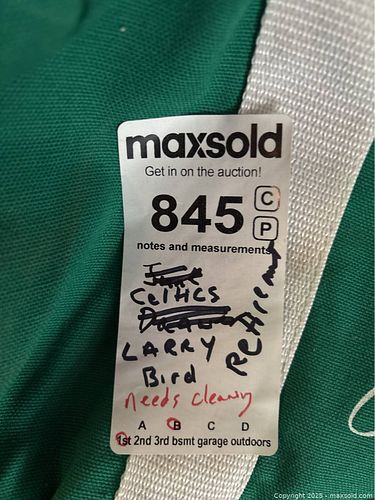 maxsold
Get in on the auction!
845
C
P
notes and measurements
Celtics
LARRY
Bird
Retirement
needs cleaning
A B C D
1st 2nd 3rd bsmt garage outdoors
Copyright 2025 - maxsold.com